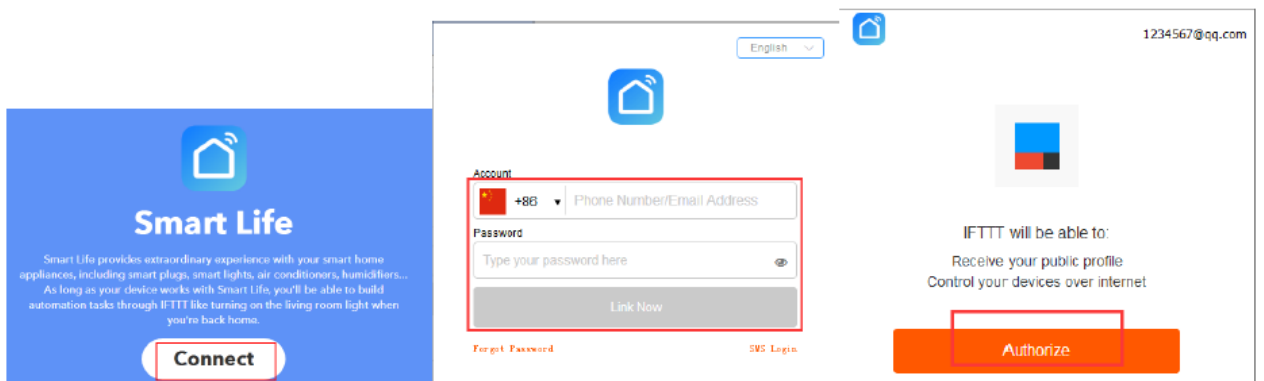 Smart Life
Smart Life provides extraordinary experience with your smart home
appliances, including smart plugs, smart lights, air conditioners, humidifiers...
As long as your device works with Smart Life, you'll be able to build
automation tasks through IFTTT like turning on the living room light when
you're back home.
Connect
English
Account
+86 Phone Number/Email Address
Password
Type your password here
Link Now
Forgot Password SMS Login
1234567@qq.com
IFTTT will be able to:
Receive your public profile
Control your devices over internet
Authorize